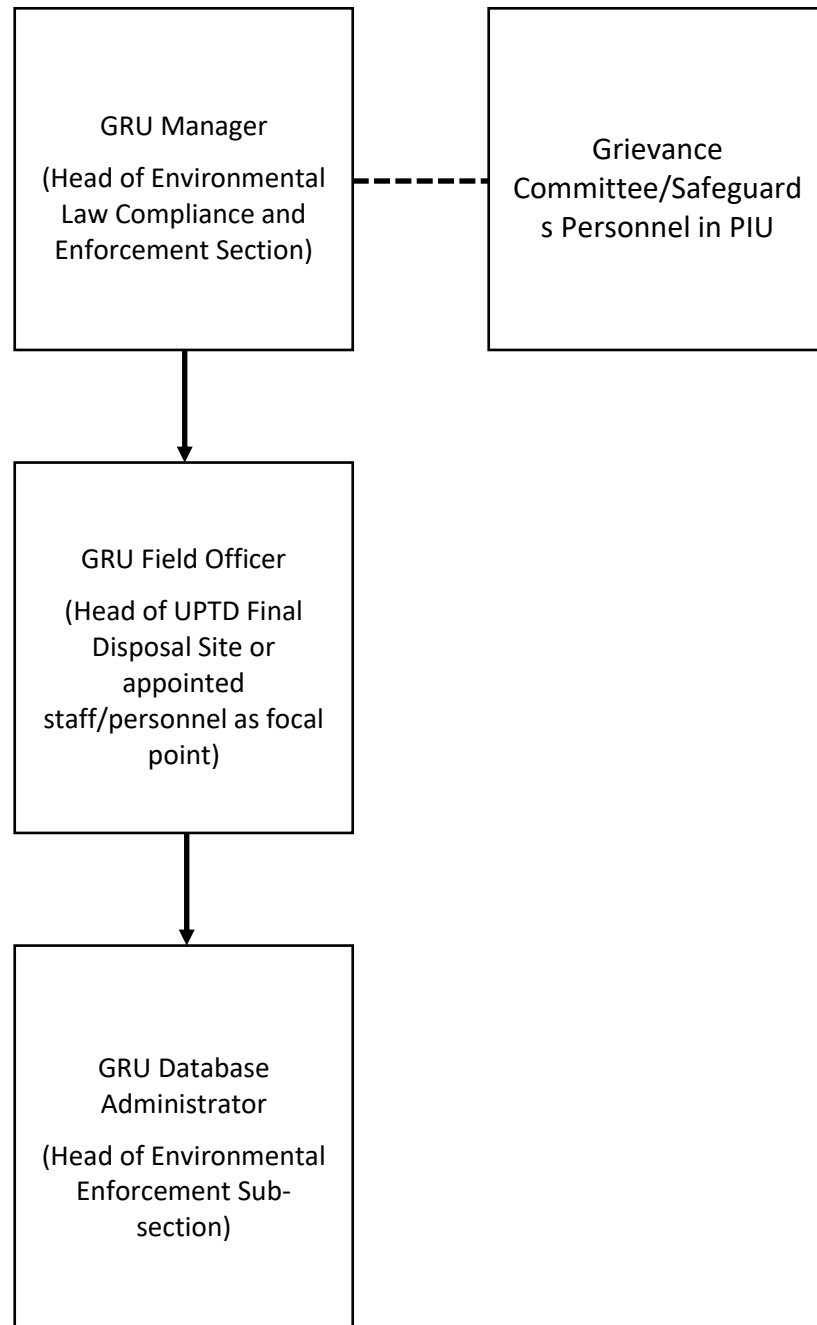 GRU Manager
(Head of Environmental
Law Compliance and
Enforcement Section)
Grievance
Committee/Safeguard
s Personnel in PIU
GRU Field Officer
(Head of UPTD Final
Disposal Site or
appointed
staff/personnel as focal
point)
GRU Database
Administrator
(Head of Environmental
Enforcement Sub-
section)